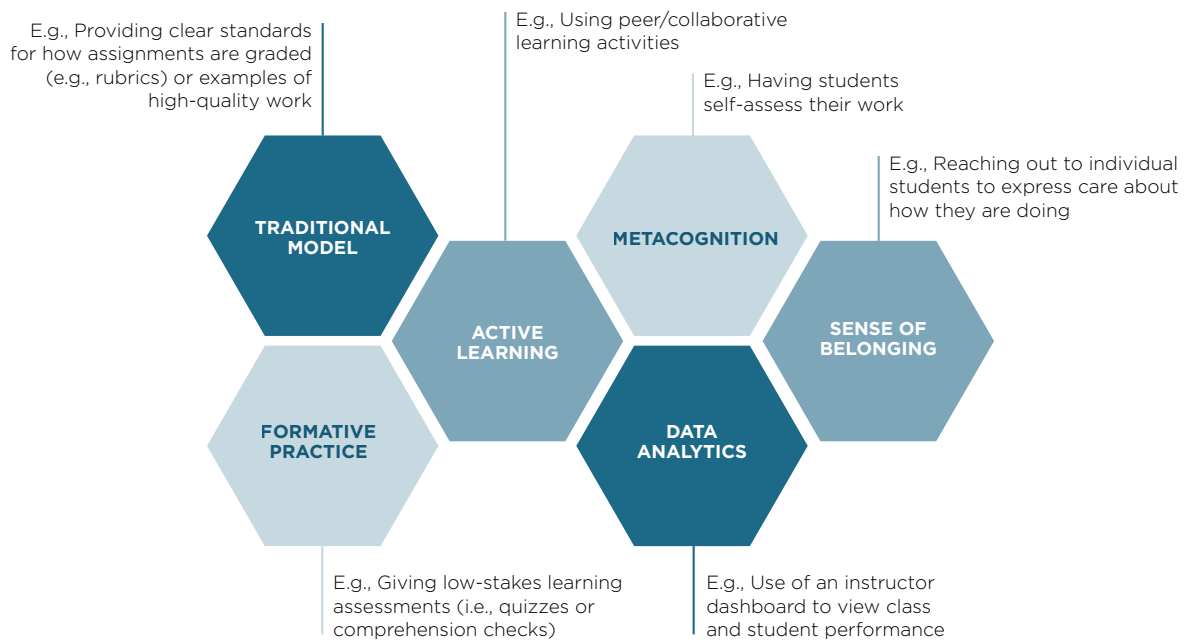 E.g., Providing clear standards
for how assignments are graded
(e.g., rubrics) or examples of
high-quality work
E.g., Using peer/collaborative
learning activities
E.g., Having students
self-assess their work
E.g., Reaching out to individual
students to express care about
how they are doing
TRADITIONAL
MODEL
ACTIVE
LEARNING
METACOGNITION
SENSE OF
BELONGING
FORMATIVE
PRACTICE
DATA
ANALYTICS
E.g., Giving low-stakes learning
assessments (i.e., quizzes or
comprehension checks)
E.g., Use of an instructor
dashboard to view class
and student performance